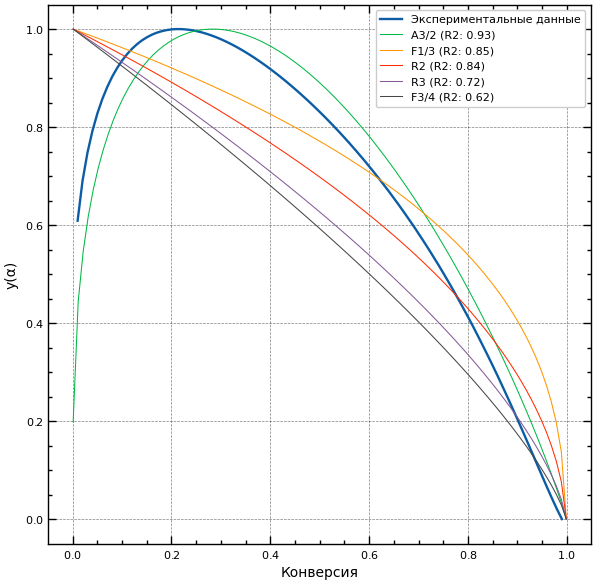 Экспериментальные данные
A3/2 (R2: 0.93)
F1/3 (R2: 0.85)
R2 (R2: 0.84)
R3 (R2: 0.72)
F3/4 (R2: 0.62)
1.0
0.8
0.6
0.4
0.2
0.0
y(α)
0.0 0.2 0.4 0.6 0.8 1.0
Конверсия